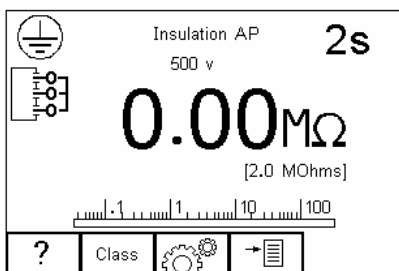 Insulation AP
2s
500 v
0.00MΩ
[2.0 MOhms]
.1 1 10 100
? Class